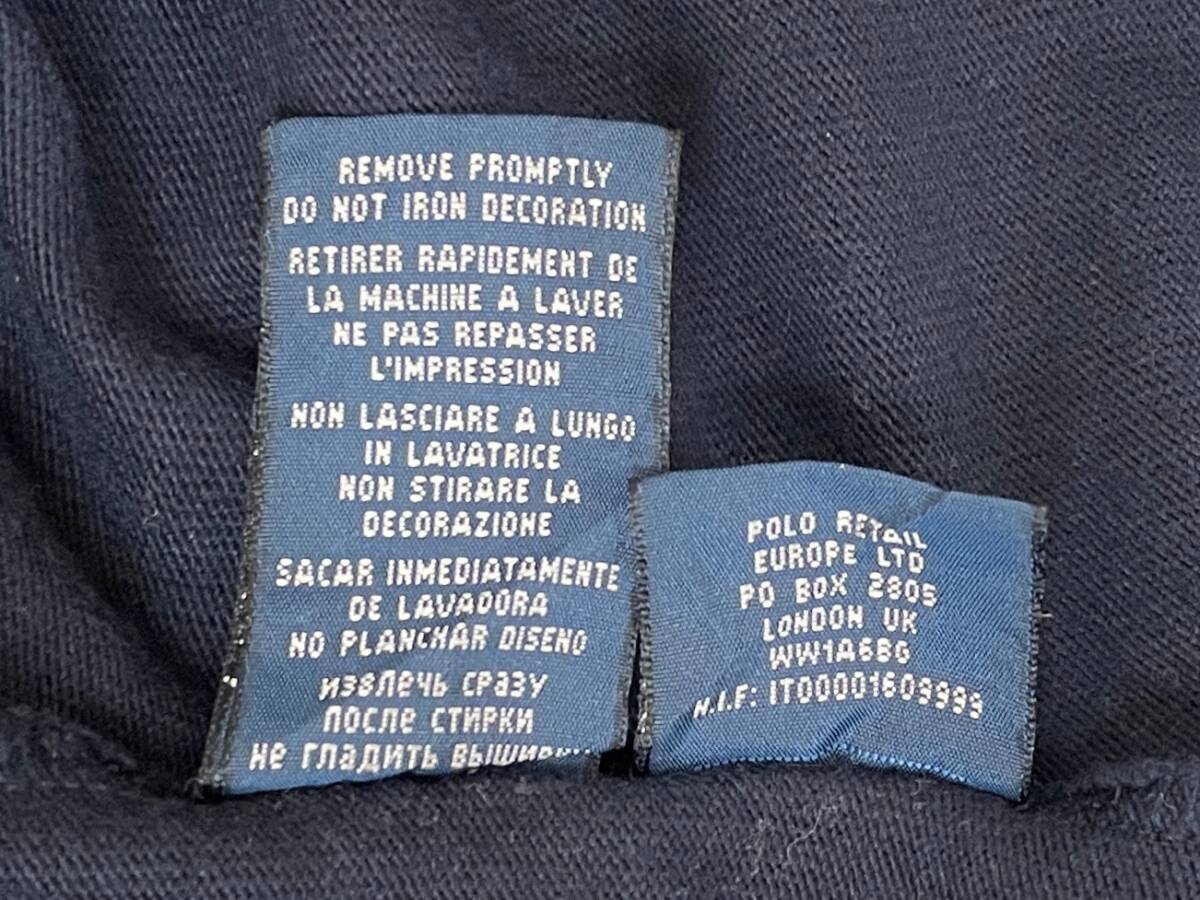 REMOVE PROMPTLY
DO NOT IRON DECORATION
RETIRER RAPIDEMENT DE
LA MACHINE A LAVER
NE PAS REPASSER
L'IMPRESSION
NON LASCIARE A LUNGO
IN LAVATRICE
NON STIRARE LA
DECORAZIONE
SACAR INMEDIATAMENTE
DE LAVADORA
NO PLANCHAR DISENO
извлечь сразу
после стирки
не гладить
POLO RETAIL
EUROPE LTD
PO BOX 2805
LONDON UK
WW1A6BG
N.I.F: IT00001609999